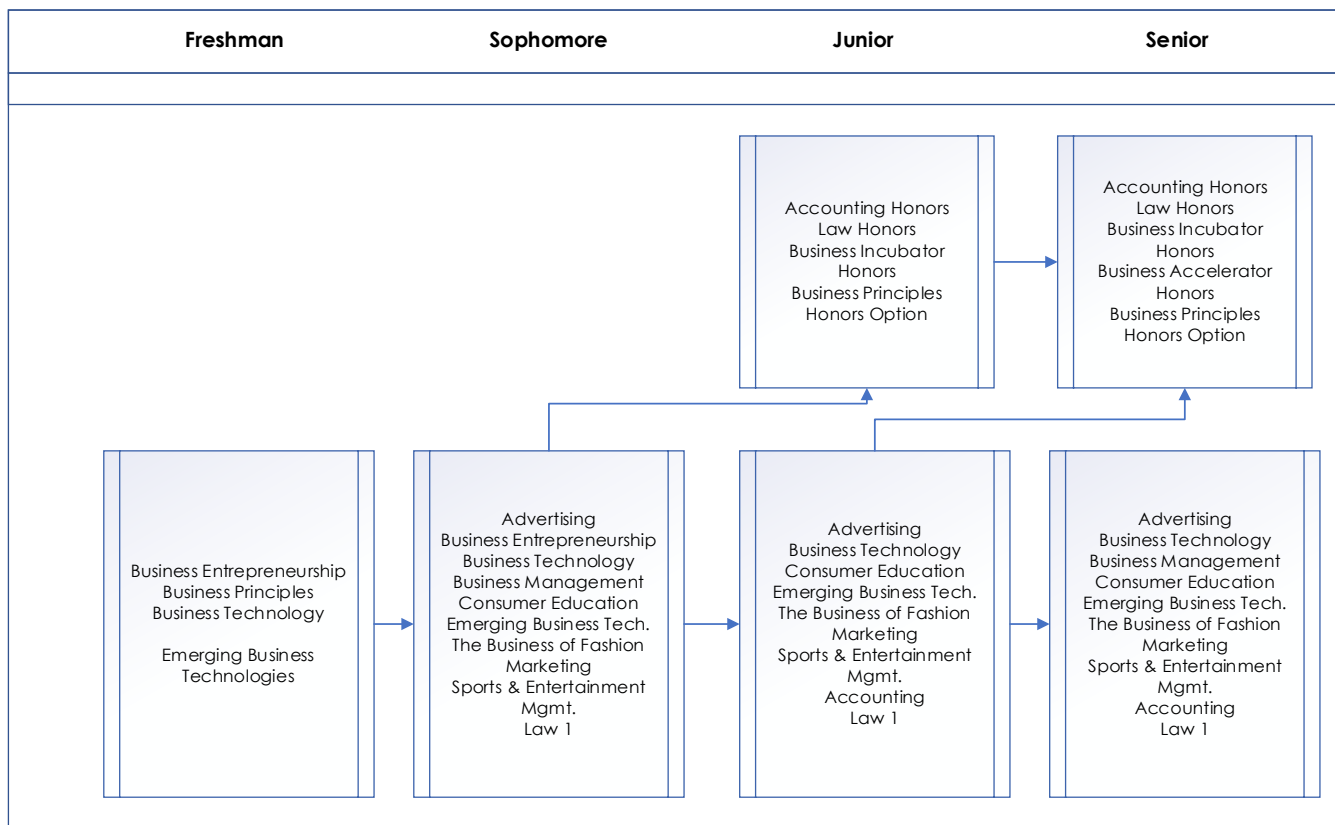 Freshman
Sophomore
Junior
Senior
Accounting Honors
Law Honors
Business Incubator
Honors
Business Principles
Honors Option
Accounting Honors
Law Honors
Business Incubator
Honors
Business Accelerator
Honors
Business Principles
Honors Option
Business Entrepreneurship
Business Principles
Business Technology
Emerging Business
Technologies
Advertising
Business Entrepreneurship
Business Technology
Business Management
Consumer Education
Emerging Business Tech.
The Business of Fashion
Marketing
Sports & Entertainment
Mgmt.
Law 1
Advertising
Business Technology
Consumer Education
Emerging Business Tech.
The Business of Fashion
Marketing
Sports & Entertainment
Mgmt.
Accounting
Law 1
Advertising
Business Technology
Business Management
Consumer Education
Emerging Business Tech.
The Business of Fashion
Marketing
Sports & Entertainment
Mgmt.
Accounting
Law 1